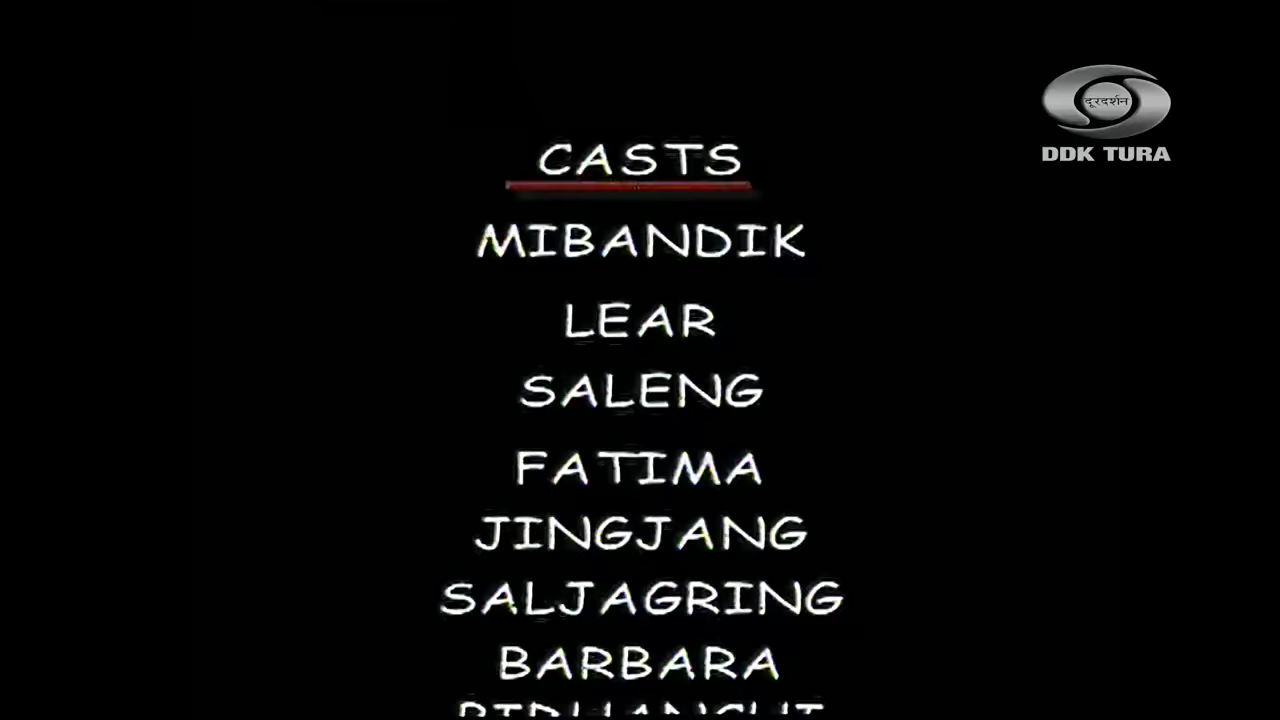 दूरदर्शन
DDK TURA
CASTS
MIBANDIK
LEAR
SALENG
FATIMA
JINGJANG
SALJAGRING
BARBARA